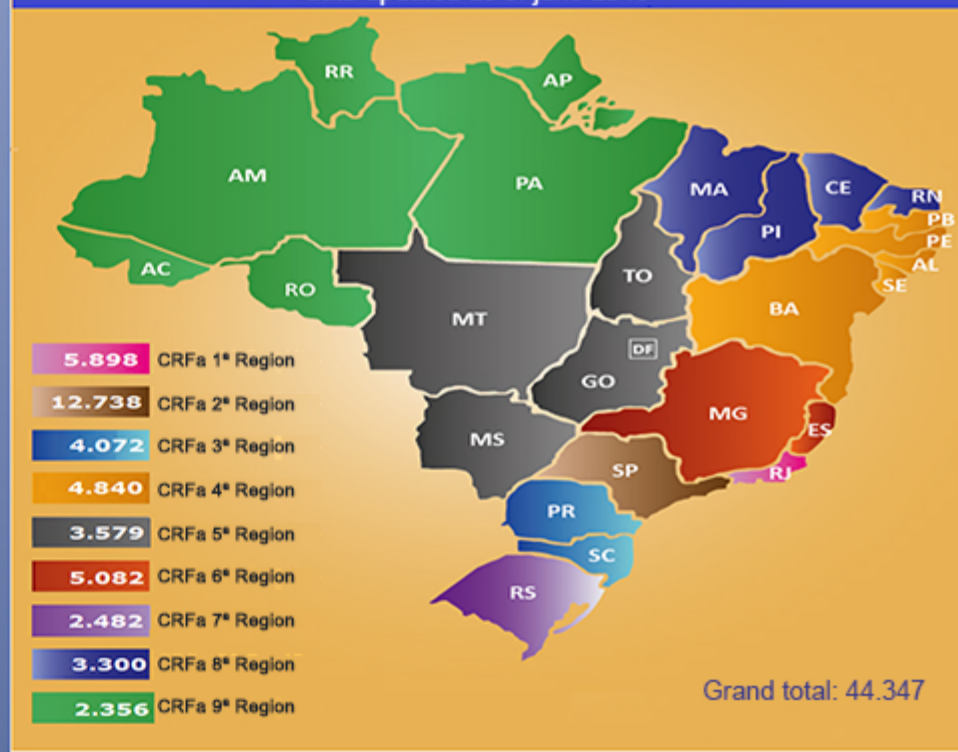 RR
AP
AM
PA
MA
CE
RN
PB
PI
PE
AL
AC
TO
SE
RO
BA
MT
DF
GO
MG
ES
MS
SP
RJ
PR
SC
RS
5.898 CRFa 1ª Region
12.738 CRFa 2ª Region
4.072 CRFa 3ª Region
4.840 CRFa 4ª Region
3.579 CRFa 5ª Region
5.082 CRFa 6ª Region
2.482 CRFa 7ª Region
3.300 CRFa 8ª Region
2.356 CRFa 9ª Region
Grand total: 44.347